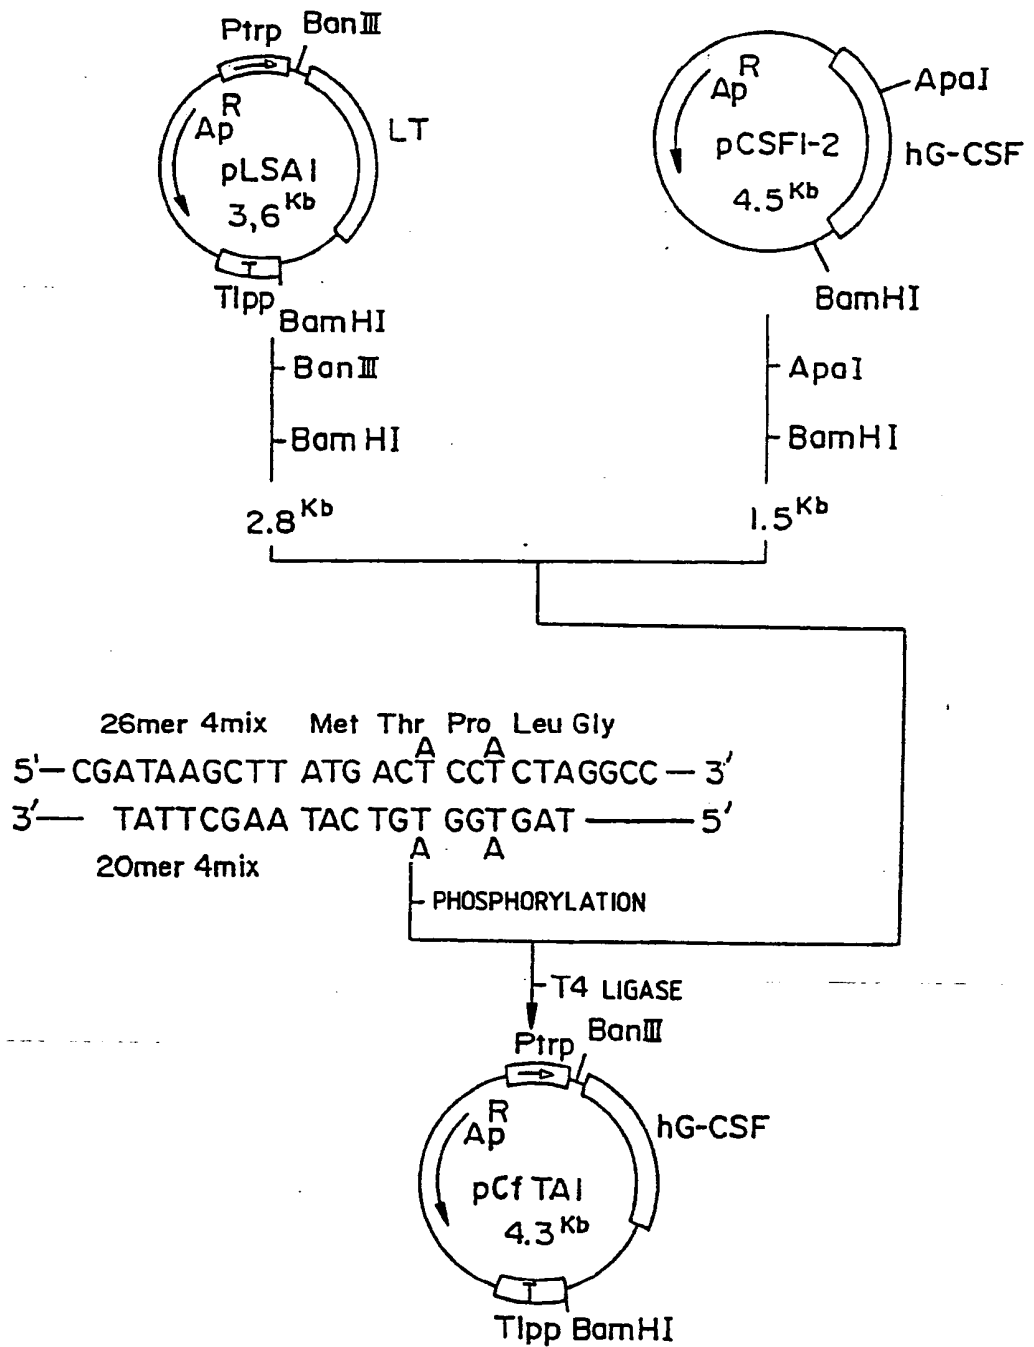 Ptrp BanIII
Ap R
LT
pLSA1
3,6 Kb
T
Tlpp
BamHI
BanIII
BamHI
2.8 Kb
Ap R
ApaI
pCSF1-2
hG-CSF
4.5 Kb
BamHI
ApaI
BamHI
1.5 Kb
26mer 4mix Met Thr Pro Leu Gly
A A
5'—CGATAAGCTT ATG ACT CCT CTAGGCC — 3'
3'— TATTCGAA TAC TGT GGT GAT — 5'
A A
20mer 4mix
PHOSPHORYLATION
T4 LIGASE
Ptrp BanIII
Ap R
hG-CSF
pCf TA1
4.3 Kb
T
Tlpp BamHI